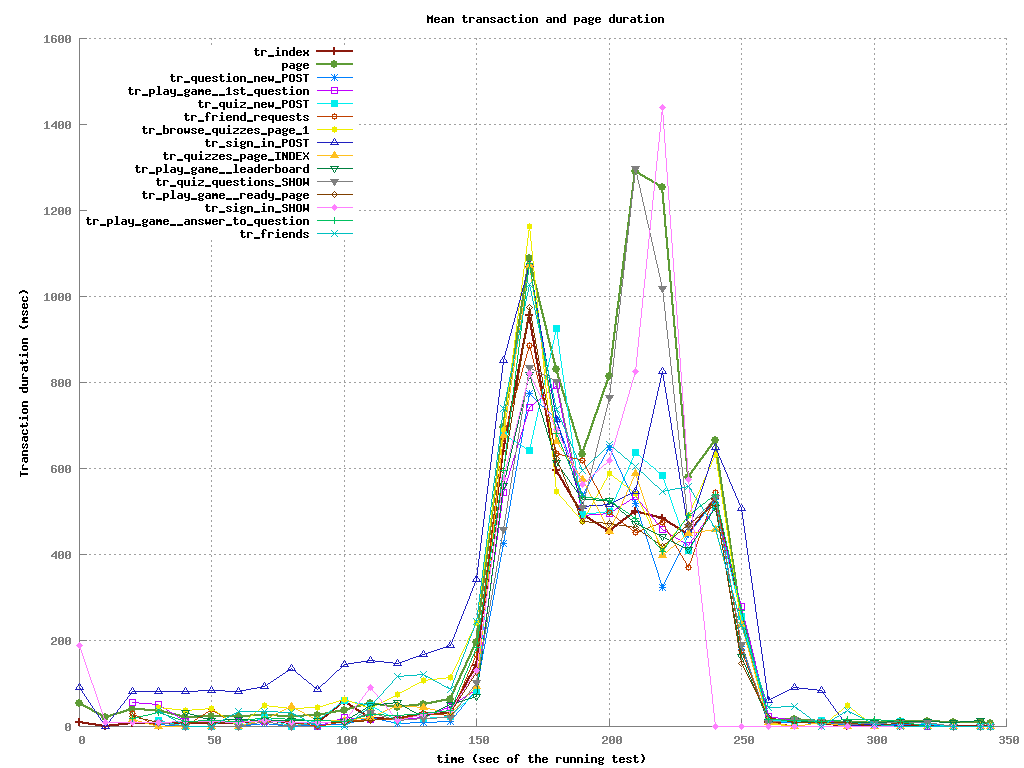 Mean transaction and page duration
1600
1400
1200
1000
800
600
400
200
0
Transaction duration (msec)
tr_index
page
tr_question_new_POST
tr_play_game__1st_question
tr_quiz_new_POST
tr_friend_requests
tr_browse_quizzes_page_1
tr_sign_in_POST
tr_quizzes_page_INDEX
tr_play_game__leaderboard
tr_quiz_questions_SHOW
tr_play_game__ready_page
tr_sign_in_SHOW
tr_play_game__answer_to_question
tr_friends
0 50 100 150 200 250 300 350
time (sec of the running test)